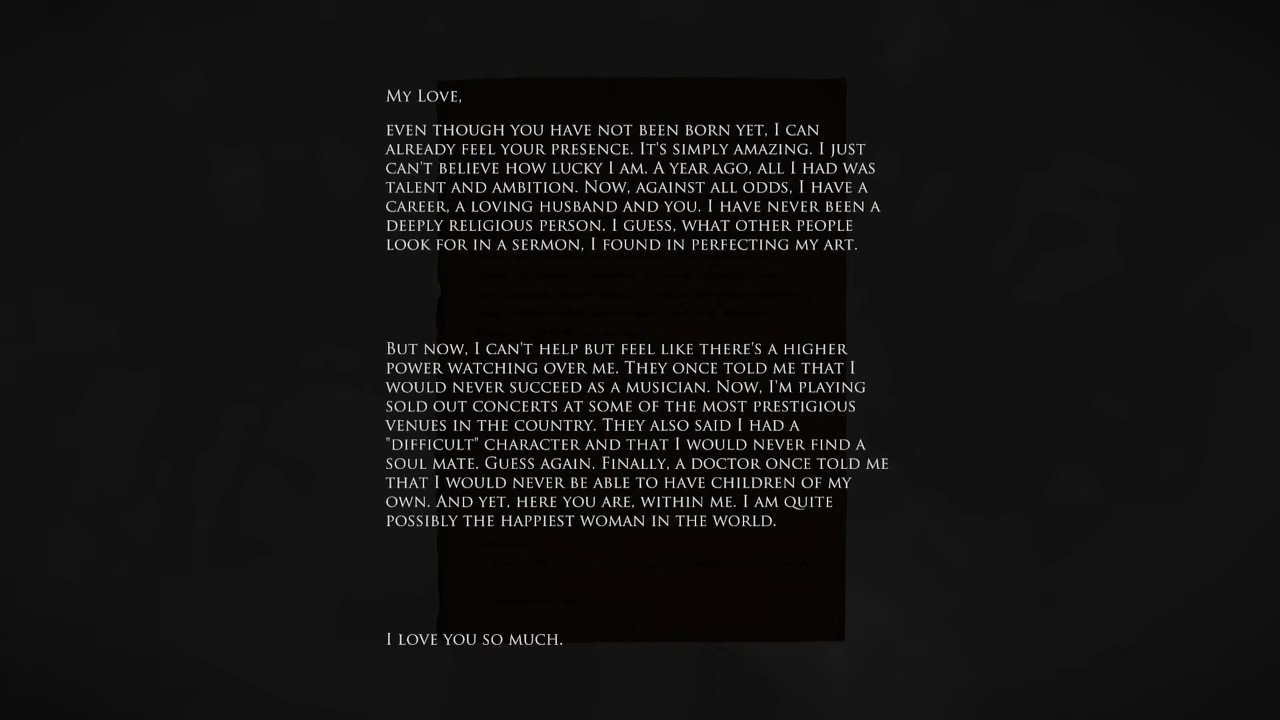 My Love,
even though you have not been born yet, I can
already feel your presence. It's simply amazing. I just
can't believe how lucky I am. A year ago, all I had was
talent and ambition. Now, against all odds, I have a
career, a loving husband and you. I have never been a
deeply religious person. I guess, what other people
look for in a sermon, I found in perfecting my art.
But now, I can't help but feel like there's a higher
power watching over me. They once told me that I
would never succeed as a musician. Now, I'm playing
sold out concerts at some of the most prestigious
venues in the country. They also said I had a
"difficult" character and that I would never find a
soul mate. Guess again. Finally, a doctor once told me
that I would never be able to have children of my
own. And yet, here you are, within me. I am quite
possibly the happiest woman in the world.
I love you so much.